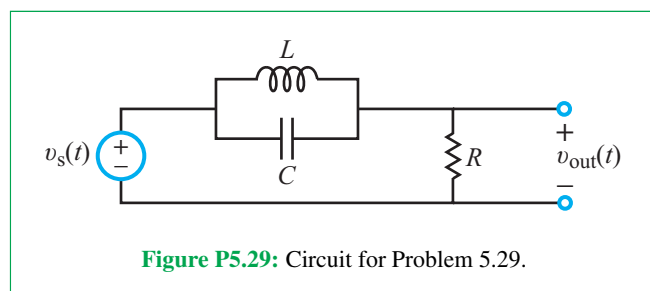 L
C
+
−
vs(t)
R
+
vout(t)
−
Figure P5.29: Circuit for Problem 5.29.